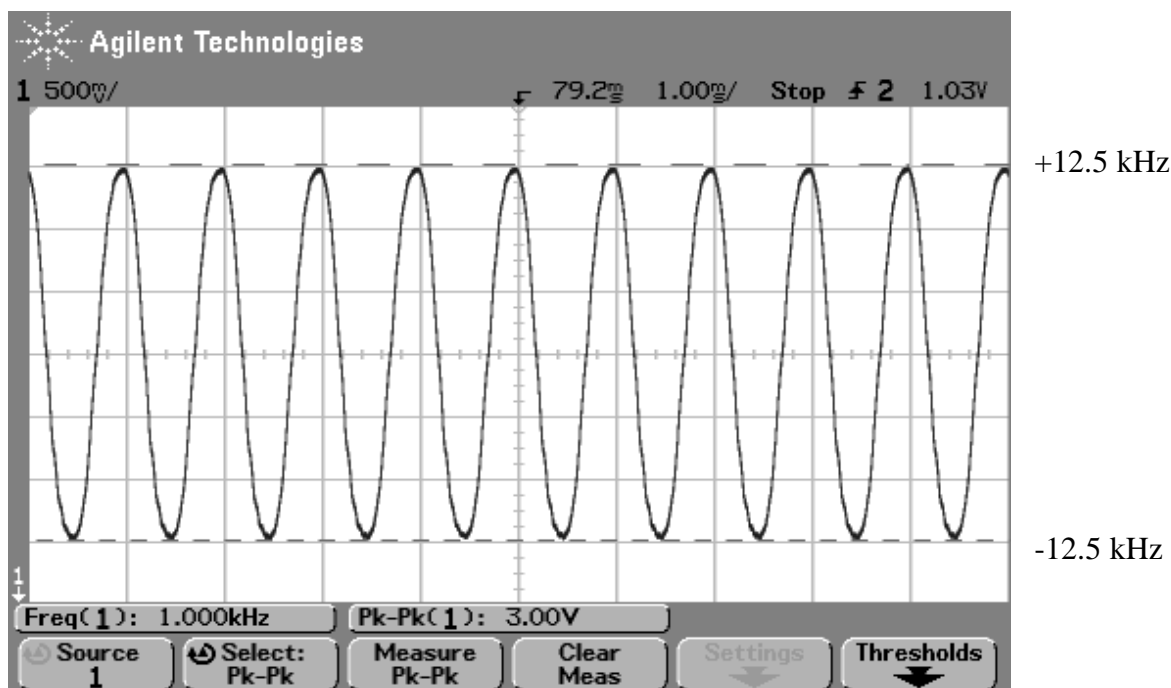 Agilent Technologies
1 500mV/ 79.2ms 1.00ms/ Stop 2 1.03V
+12.5 kHz
-12.5 kHz
1
Freq(1): 1.000kHz Pk-Pk(1): 3.00V
Source Select: Measure Clear Settings Thresholds
1 Pk-Pk Pk-Pk Meas